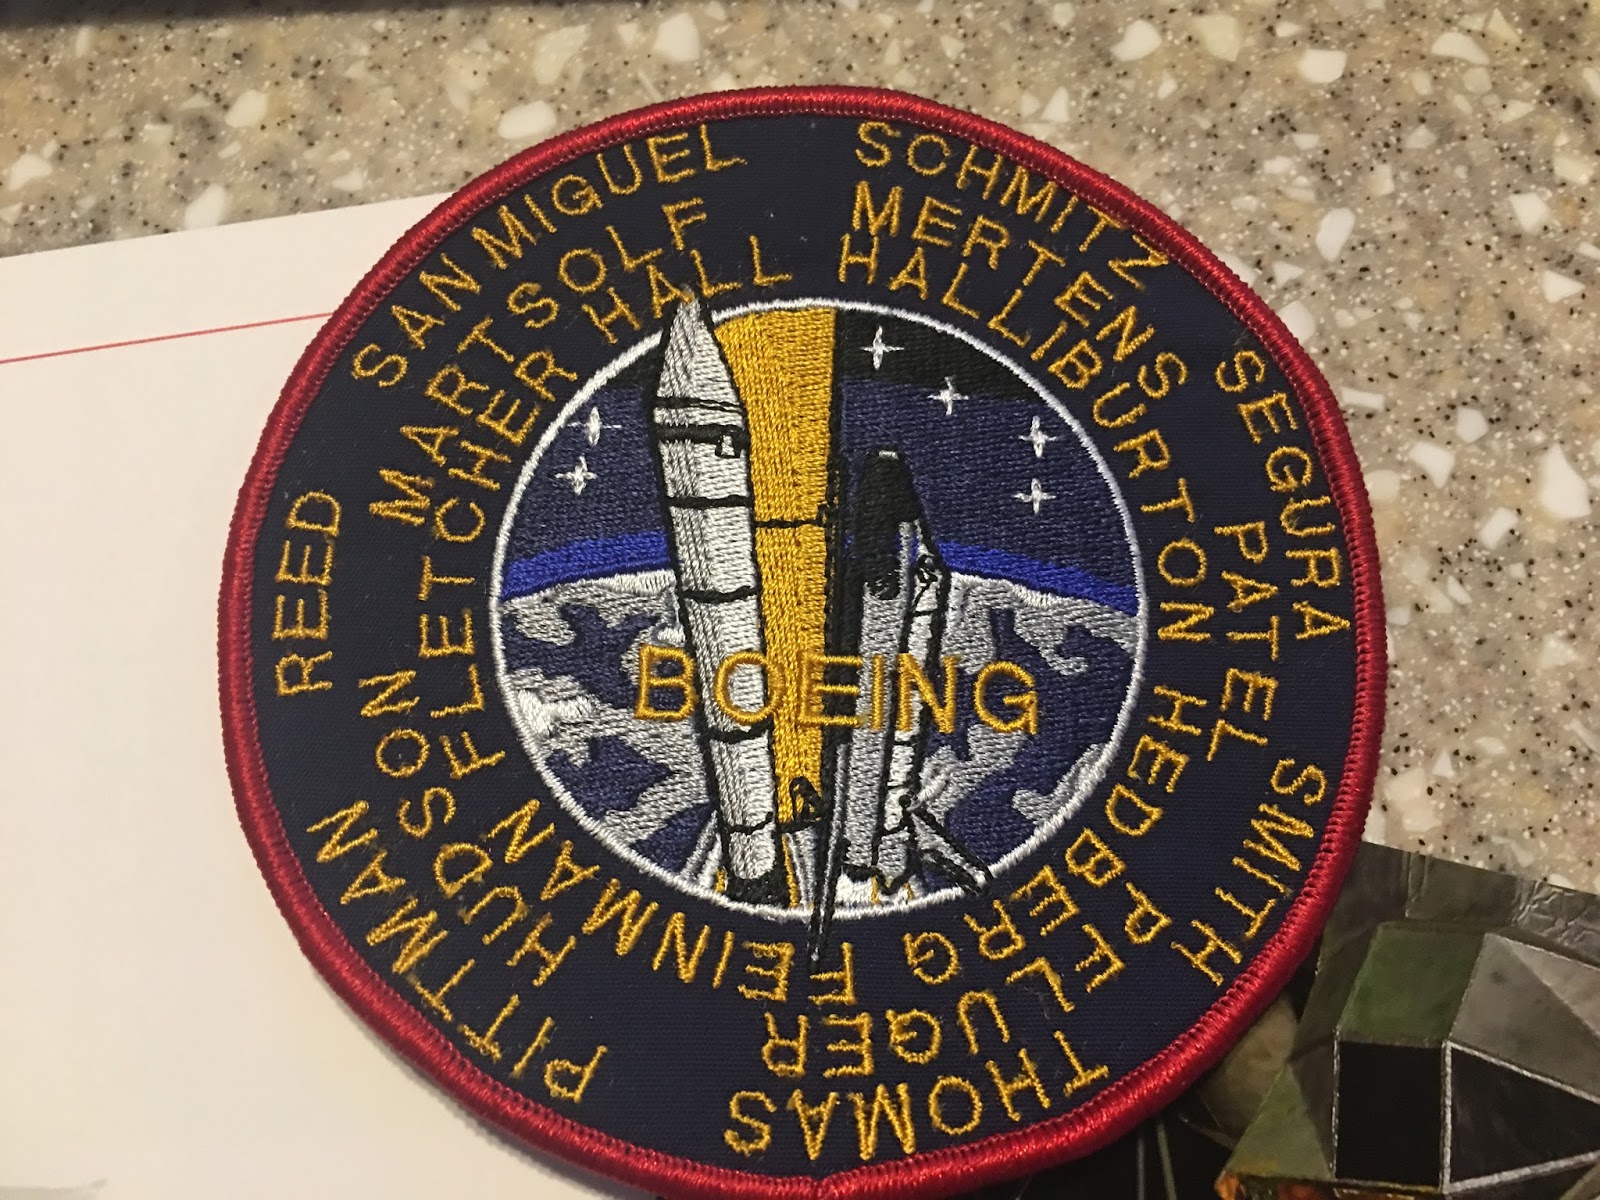 FEINMAN FLETCHER HALL HALLIBURTON HEDBERG
HUDSON MARTSOLF MERTENS PATEL PFLUGER
PITTMAN REED SAN MIGUEL SCHMITZ SEGURA SMITH THOMAS
BOEING